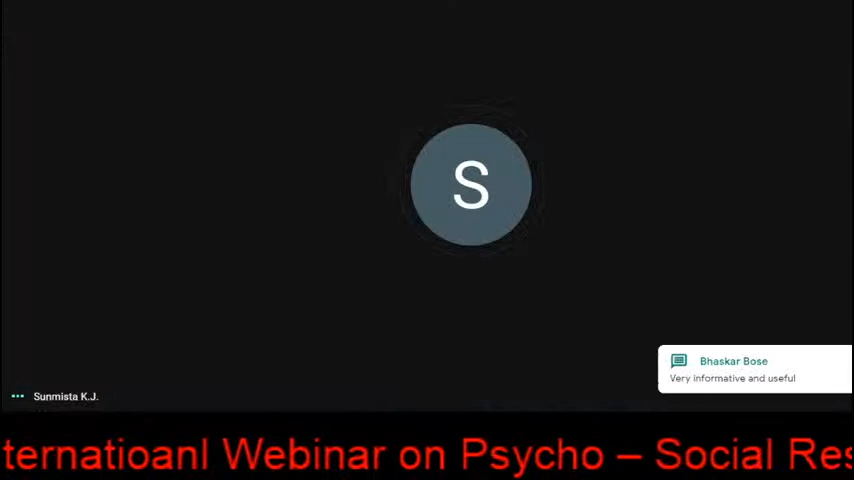 S
Bhaskar Bose
Very informative and useful
Sunmista K.J.
ternatioanl Webinar on Psycho – Social Res